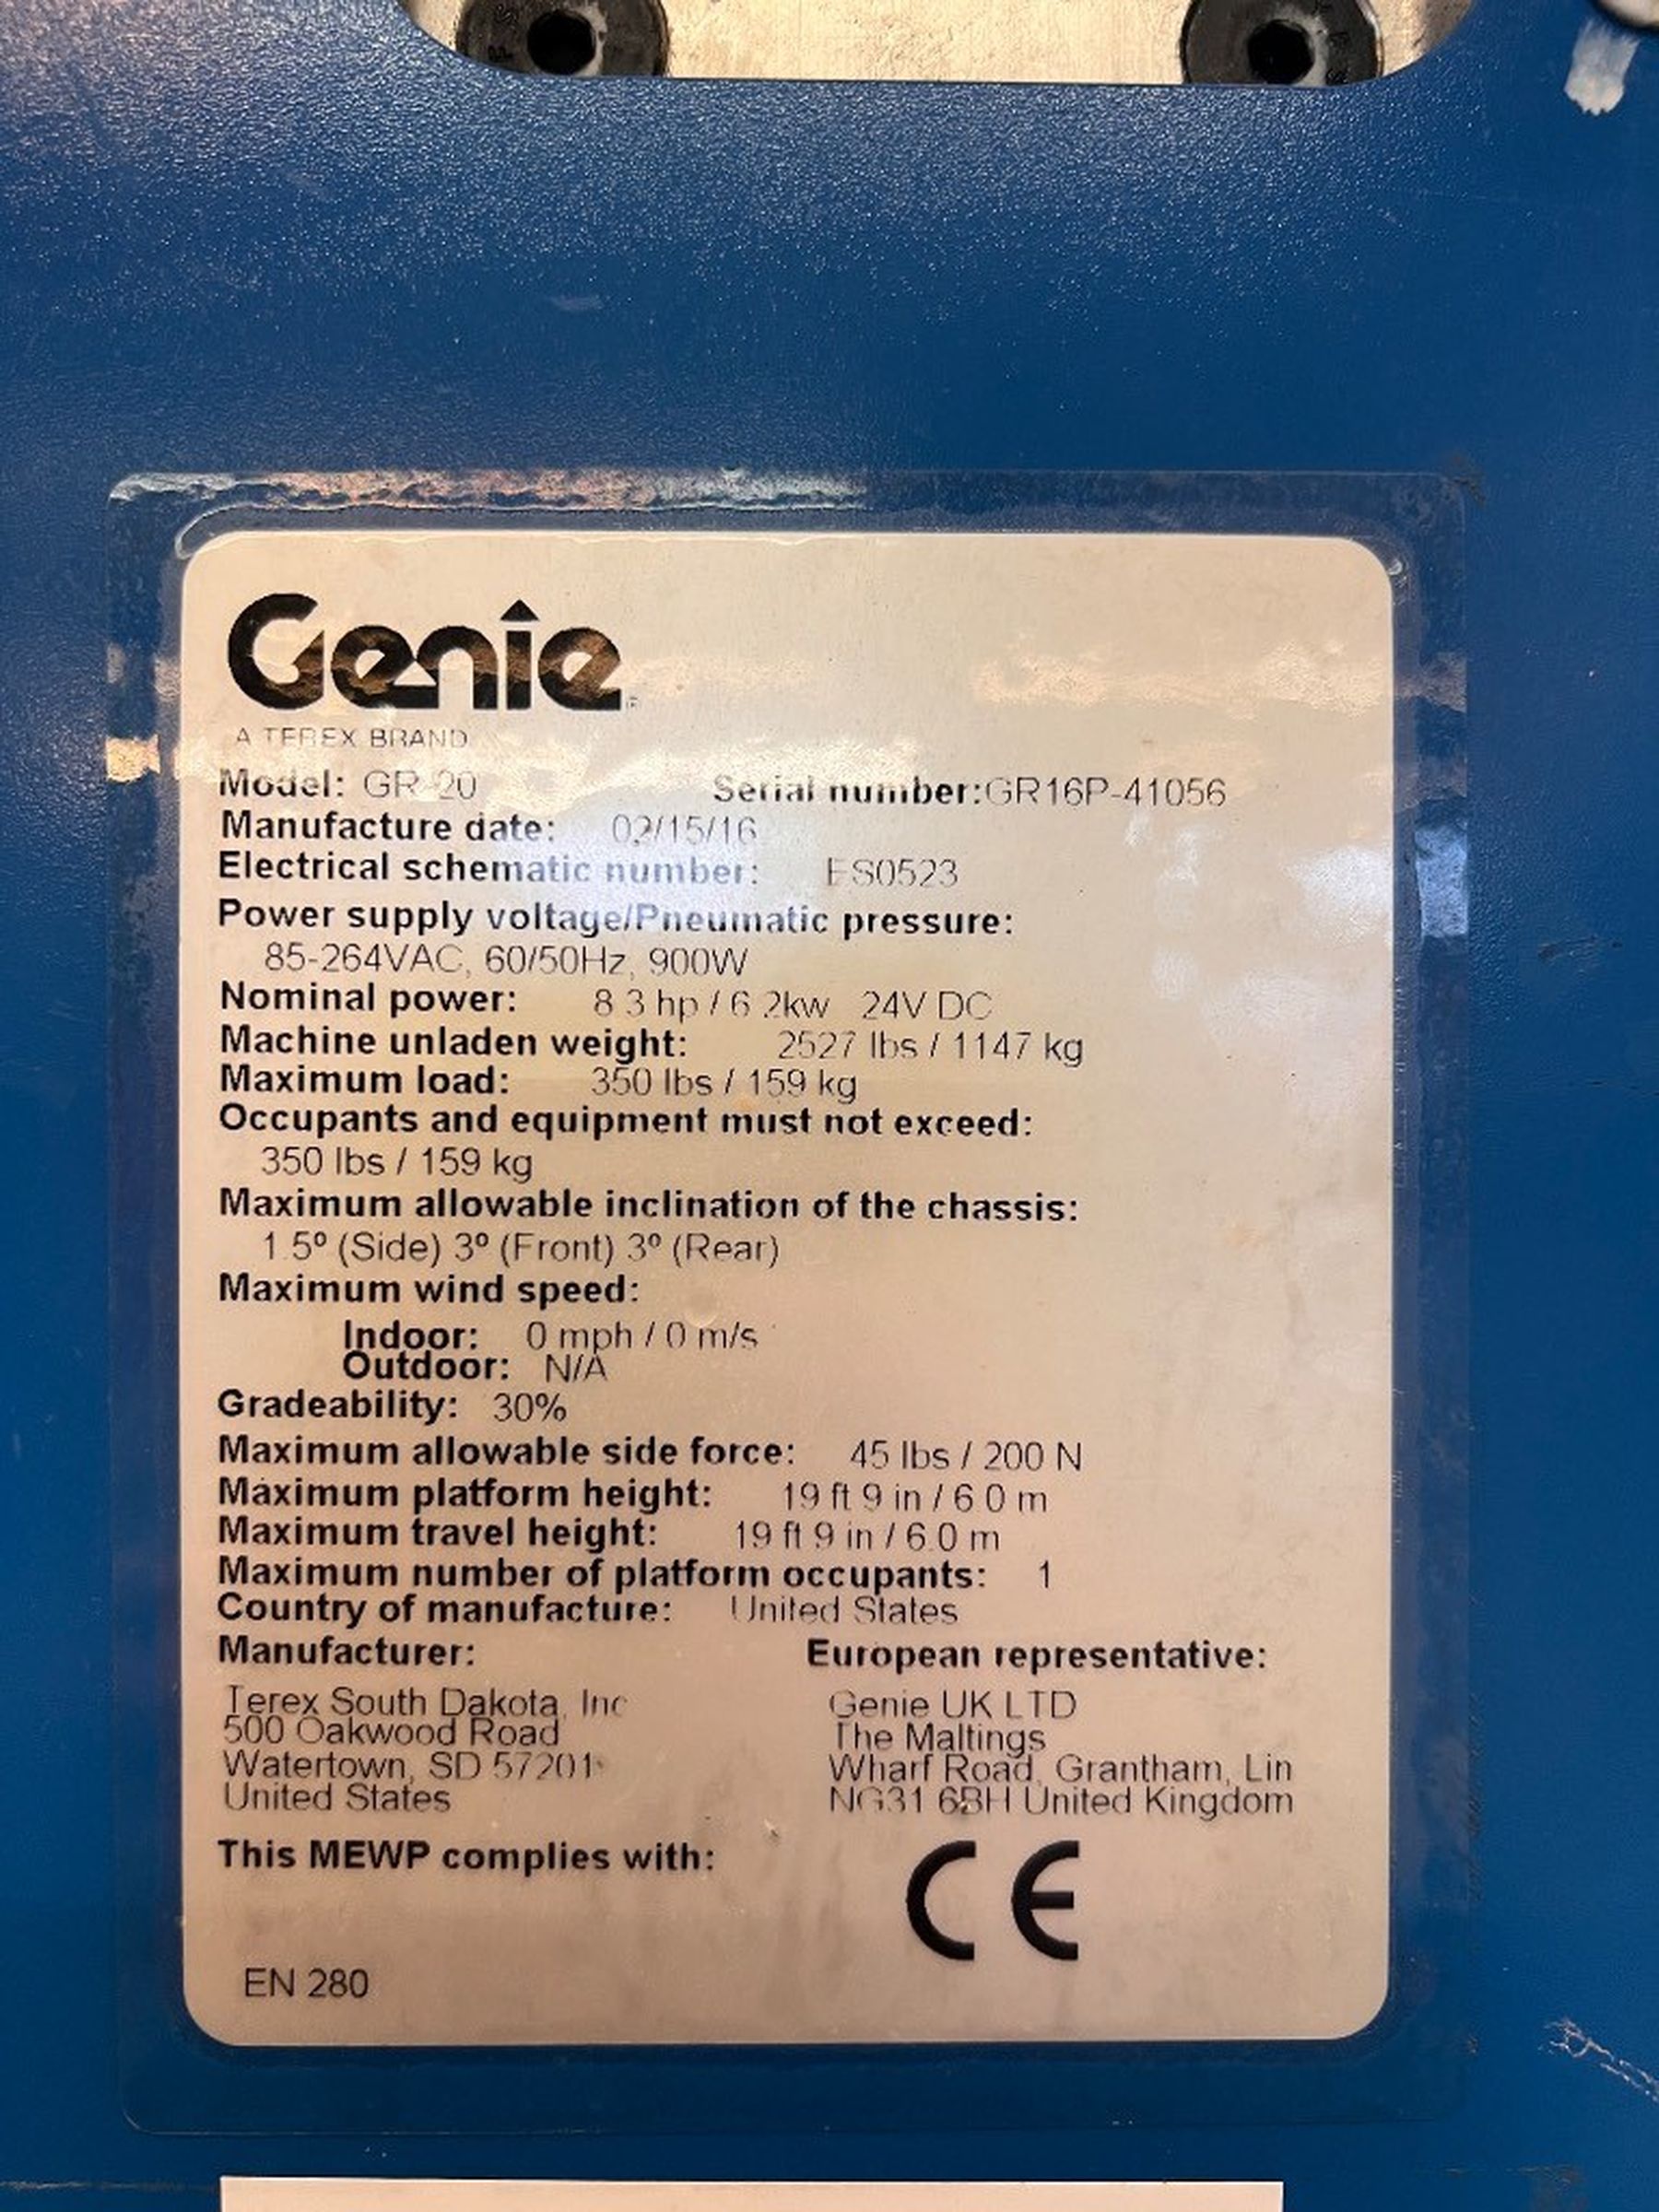 Genie
A TEREX BRAND
Model: GR-20 Serial number:GR16P-41056
Manufacture date: 02/15/16
Electrical schematic number: ES0523
Power supply voltage/Pneumatic pressure:
85-264VAC, 60/50Hz, 900W
Nominal power: 8.3 hp / 6.2kw 24V DC
Machine unladen weight: 2527 lbs / 1147 kg
Maximum load: 350 lbs / 159 kg
Occupants and equipment must not exceed:
350 lbs / 159 kg
Maximum allowable inclination of the chassis:
1.5º (Side) 3º (Front) 3º (Rear)
Maximum wind speed:
Indoor: 0 mph / 0 m/s
Outdoor: N/A
Gradeability: 30%
Maximum allowable side force: 45 lbs / 200 N
Maximum platform height: 19 ft 9 in / 6.0 m
Maximum travel height: 19 ft 9 in / 6.0 m
Maximum number of platform occupants: 1
Country of manufacture: United States
Manufacturer: European representative:
Terex South Dakota, Inc Genie UK LTD
500 Oakwood Road The Maltings
Watertown, SD 57201 Wharf Road, Grantham, Lin
United States NG31 6BH United Kingdom
This MEWP complies with: CE
EN 280